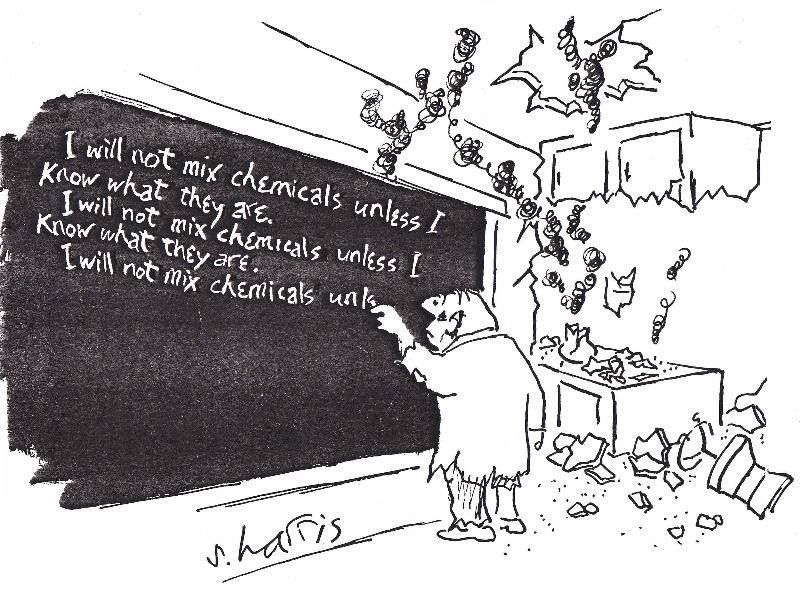 I will not mix chemicals unless I
Know what they are.
I will not mix chemicals unless I
Know what they are.
I will not mix chemicals unle
s. harris